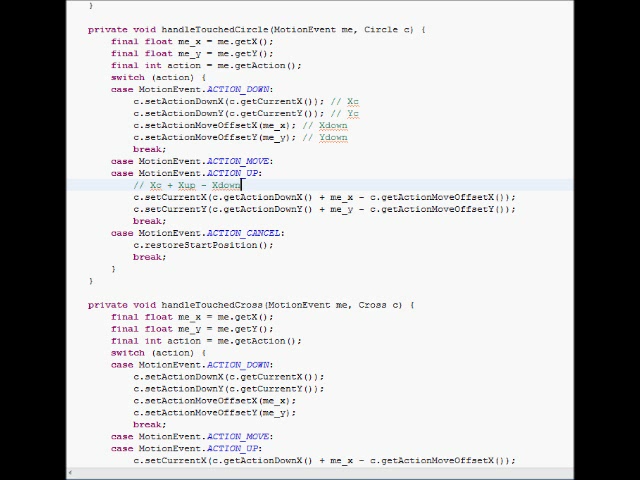 }
private void handleTouchedCircle(MotionEvent me, Circle c) {
final float me_x = me.getX();
final float me_y = me.getY();
final int action = me.getAction();
switch (action) {
case MotionEvent.ACTION_DOWN:
c.setActionDownX(c.getCurrentX()); // Xc
c.setActionDownY(c.getCurrentY()); // Yc
c.setActionMoveOffsetX(me_x); // Xdown
c.setActionMoveOffsetY(me_y); // Ydown
break;
case MotionEvent.ACTION_MOVE:
case MotionEvent.ACTION_UP:
// Xc + Xup - Xdown
c.setCurrentX(c.getActionDownX() + me_x - c.getActionMoveOffsetX());
c.setCurrentY(c.getActionDownY() + me_y - c.getActionMoveOffsetY());
break;
case MotionEvent.ACTION_CANCEL:
c.restoreStartPosition();
break;
}
}
private void handleTouchedCross(MotionEvent me, Cross c) {
final float me_x = me.getX();
final float me_y = me.getY();
final int action = me.getAction();
switch (action) {
case MotionEvent.ACTION_DOWN:
c.setActionDownX(c.getCurrentX());
c.setActionDownY(c.getCurrentY());
c.setActionMoveOffsetX(me_x);
c.setActionMoveOffsetY(me_y);
break;
case MotionEvent.ACTION_MOVE:
case MotionEvent.ACTION_UP:
c.setCurrentX(c.getActionDownX() + me_x - c.getActionMoveOffsetX());